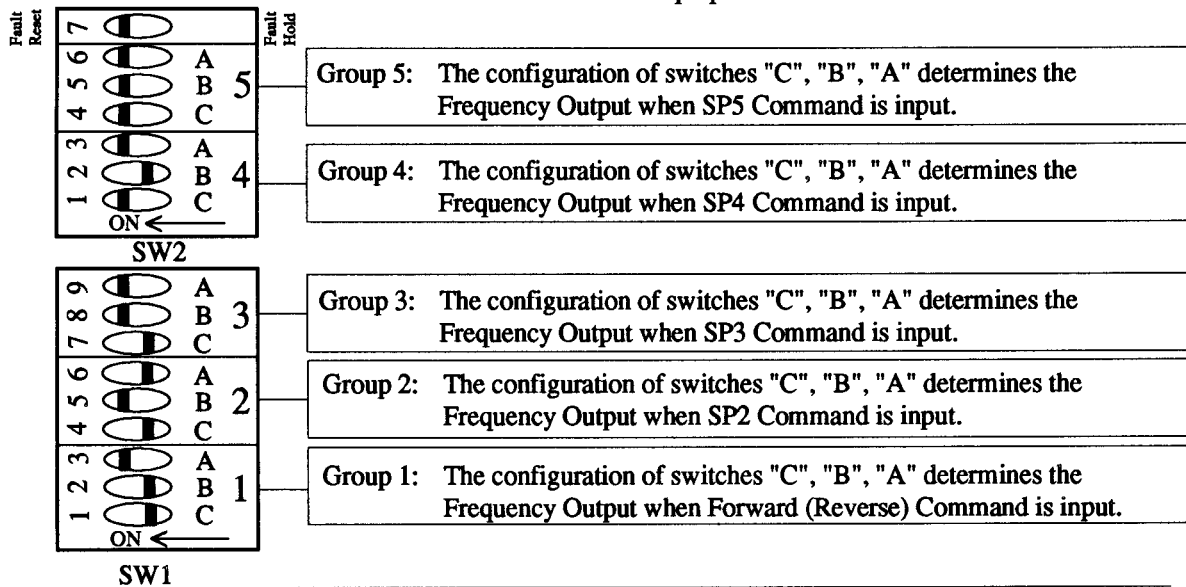 Fault
Reset
7
Fault
Hold
6 A
5 B 5
4 C
Group 5: The configuration of switches "C", "B", "A" determines the
Frequency Output when SP5 Command is input.
3 A
2 B 4
1 C
ON
Group 4: The configuration of switches "C", "B", "A" determines the
Frequency Output when SP4 Command is input.
SW2
9 A
8 B 3
7 C
Group 3: The configuration of switches "C", "B", "A" determines the
Frequency Output when SP3 Command is input.
6 A
5 B 2
4 C
Group 2: The configuration of switches "C", "B", "A" determines the
Frequency Output when SP2 Command is input.
3 A
2 B 1
1 C
ON
Group 1: The configuration of switches "C", "B", "A" determines the
Frequency Output when Forward (Reverse) Command is input.
SW1